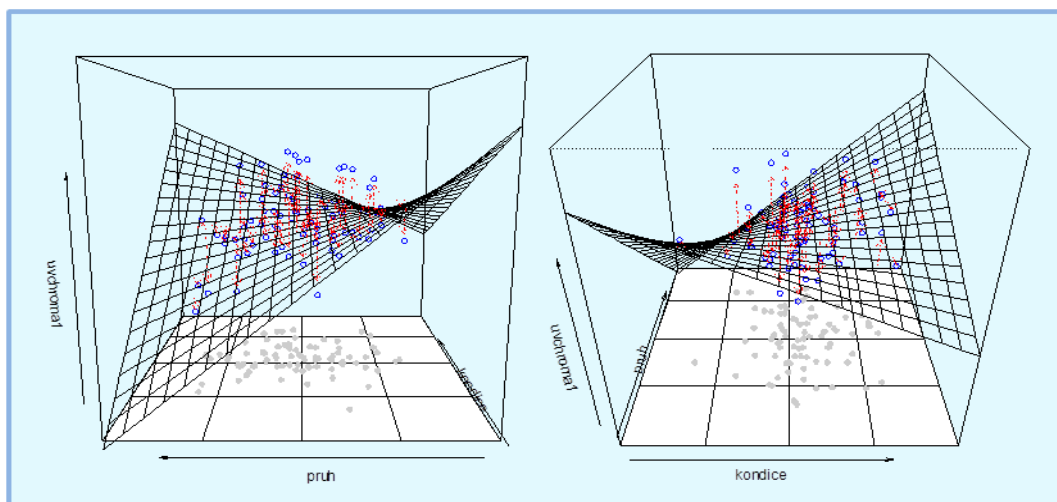 uvchroma1
kondice
pruh
uvchroma1
pruh
kondice